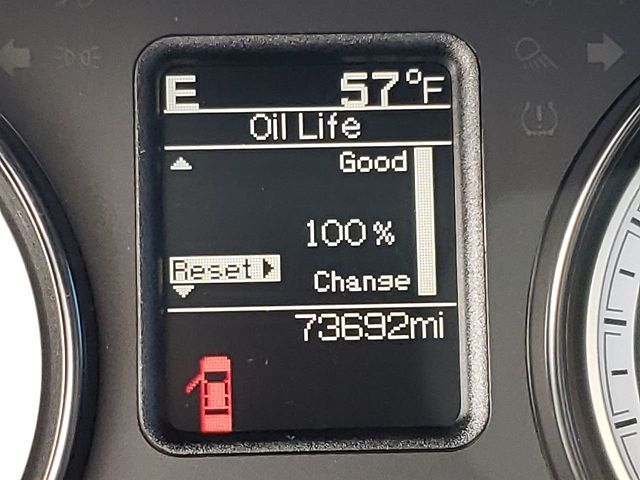 E 57°F
Oil Life
Good
100%
Reset
Change
73692mi